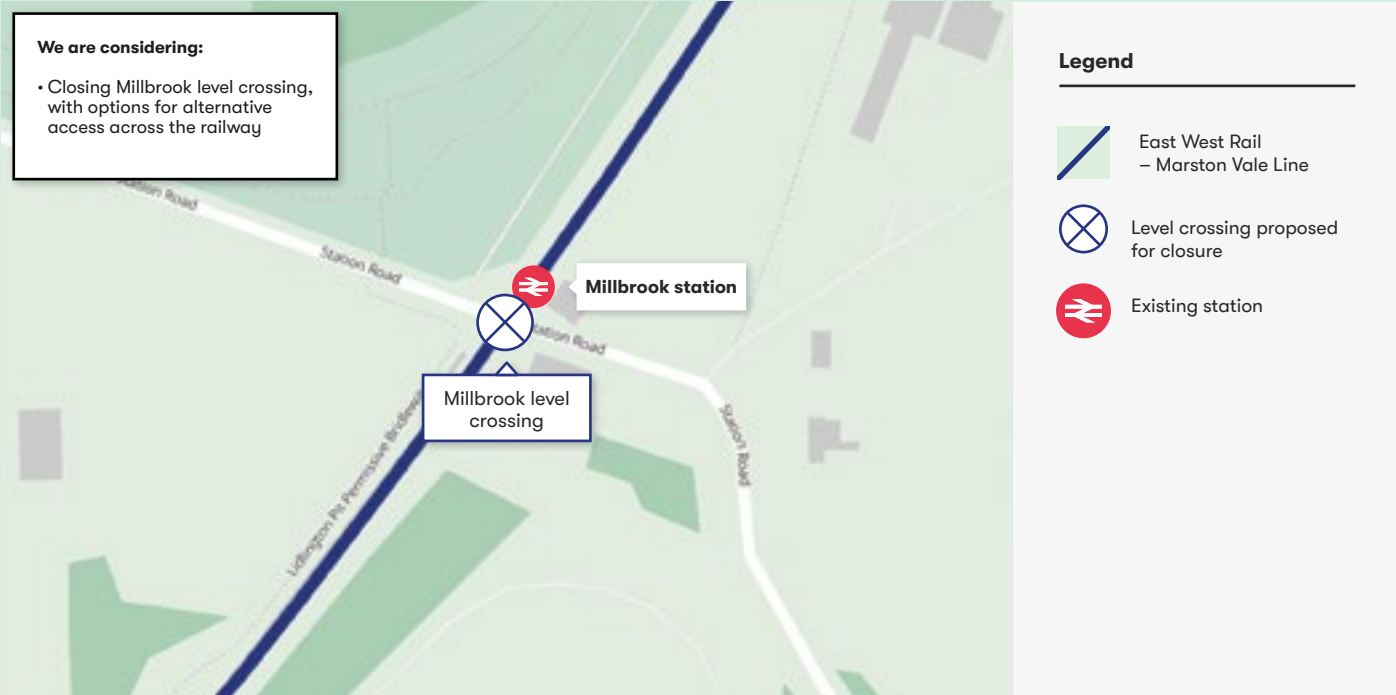 We are considering:
• Closing Millbrook level crossing,
with options for alternative
access across the railway
Station Road
Station Road
Millbrook station
Station Road
Millbrook level
crossing
Station Road
Lidlington Pit Permissive
Legend
East West Rail
– Marston Vale Line
Level crossing proposed
for closure
Existing station